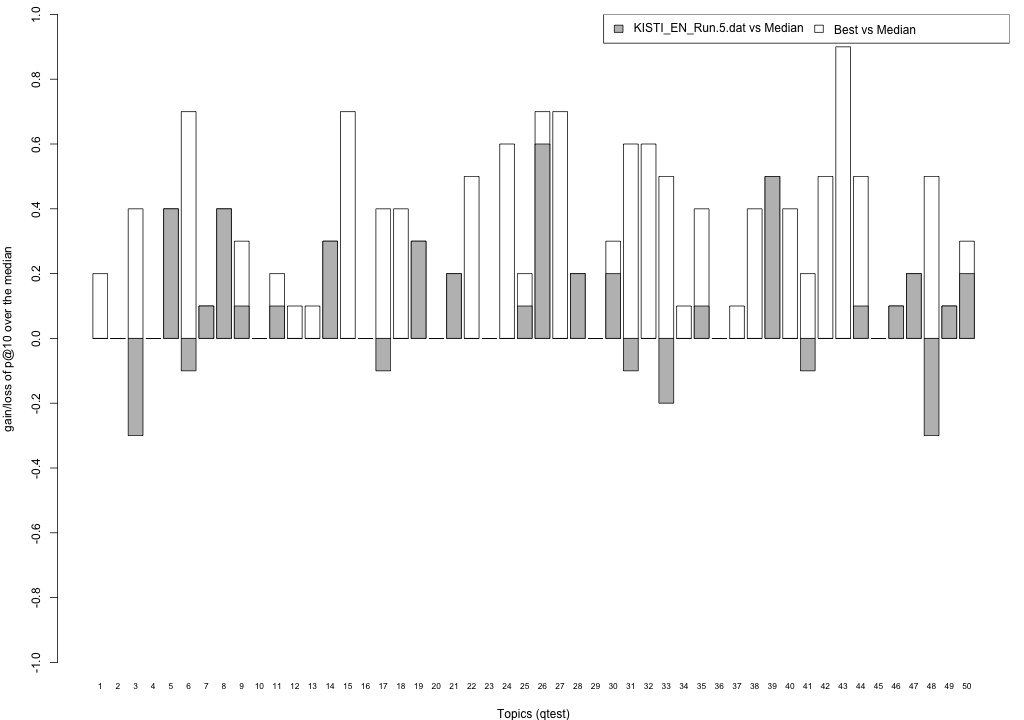 KISTI_EN_Run.5.dat vs Median Best vs Median
gain/loss of p@10 over the median
1.0
0.8
0.6
0.4
0.2
0.0
-0.2
-0.4
-0.6
-0.8
-1.0
1 2 3 4 5 6 7 8 9 10 11 12 13 14 15 16 17 18 19 20 21 22 23 24 25 26 27 28 29 30 31 32 33 34 35 36 37 38 39 40 41 42 43 44 45 46 47 48 49 50
Topics (qtest)